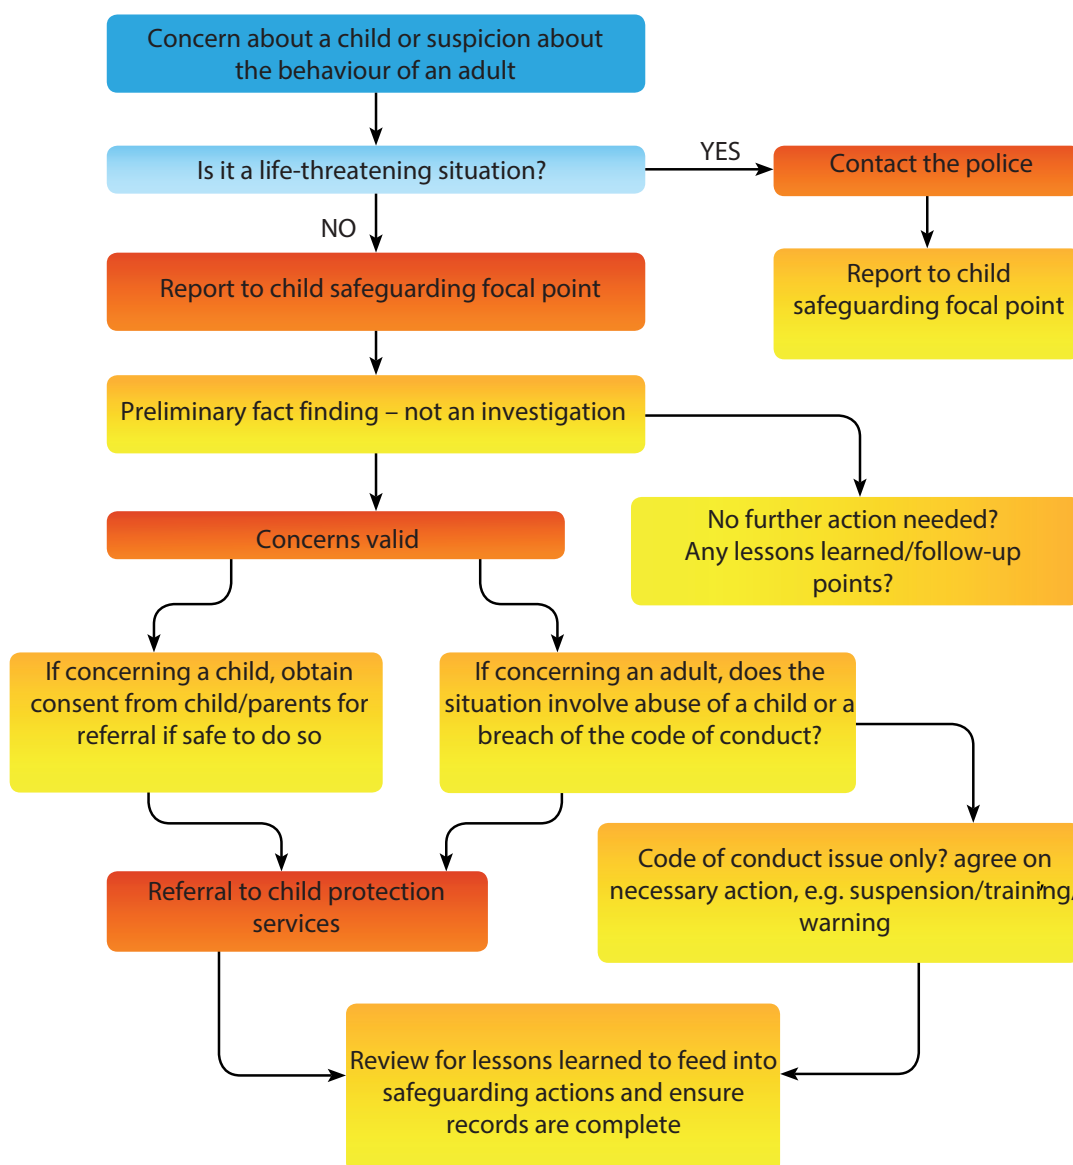 Concern about a child or suspicion about
the behaviour of an adult
Is it a life-threatening situation?
YES
Contact the police
NO
Report to child safeguarding focal point
Report to child
safeguarding focal point
Preliminary fact finding – not an investigation
No further action needed?
Any lessons learned/follow-up
points?
Concerns valid
If concerning a child, obtain
consent from child/parents for
referral if safe to do so
If concerning an adult, does the
situation involve abuse of a child or a
breach of the code of conduct?
Code of conduct issue only? agree on
necessary action, e.g. suspension/training/
warning
Referral to child protection
services
Review for lessons learned to feed into
safeguarding actions and ensure
records are complete